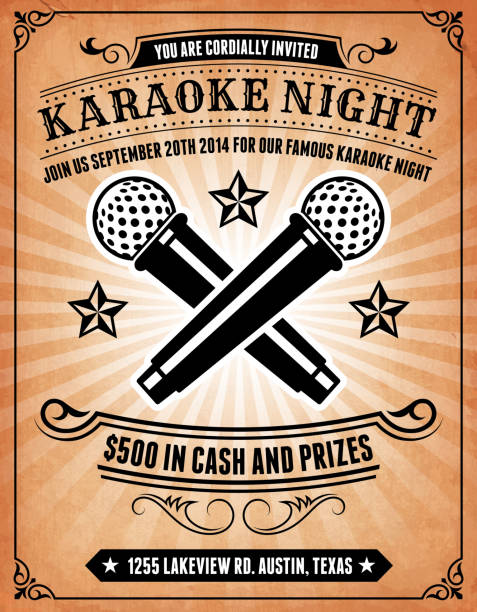 YOU ARE CORDIALLY INVITED
KARAOKE NIGHT
JOIN US SEPTEMBER 20TH 2014 FOR OUR FAMOUS KARAOKE NIGHT
$500 IN CASH AND PRIZES
1255 LAKEVIEW RD. AUSTIN, TEXAS